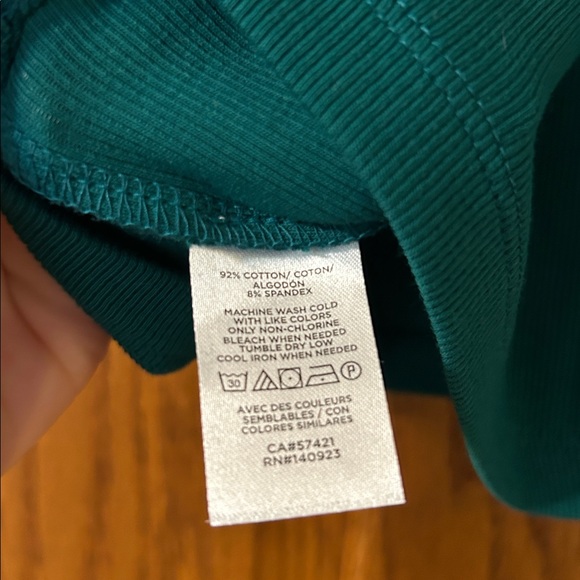 92% COTTON/ COTON/
ALGODÓN
8% SPANDEX
MACHINE WASH COLD
WITH LIKE COLORS
ONLY NON-CHLORINE
BLEACH WHEN NEEDED
TUMBLE DRY LOW
COOL IRON WHEN NEEDED
30 P
AVEC DES COULEURS
SEMBLABLES / CON
COLORES SIMILARES
CA#57421
RN#140923